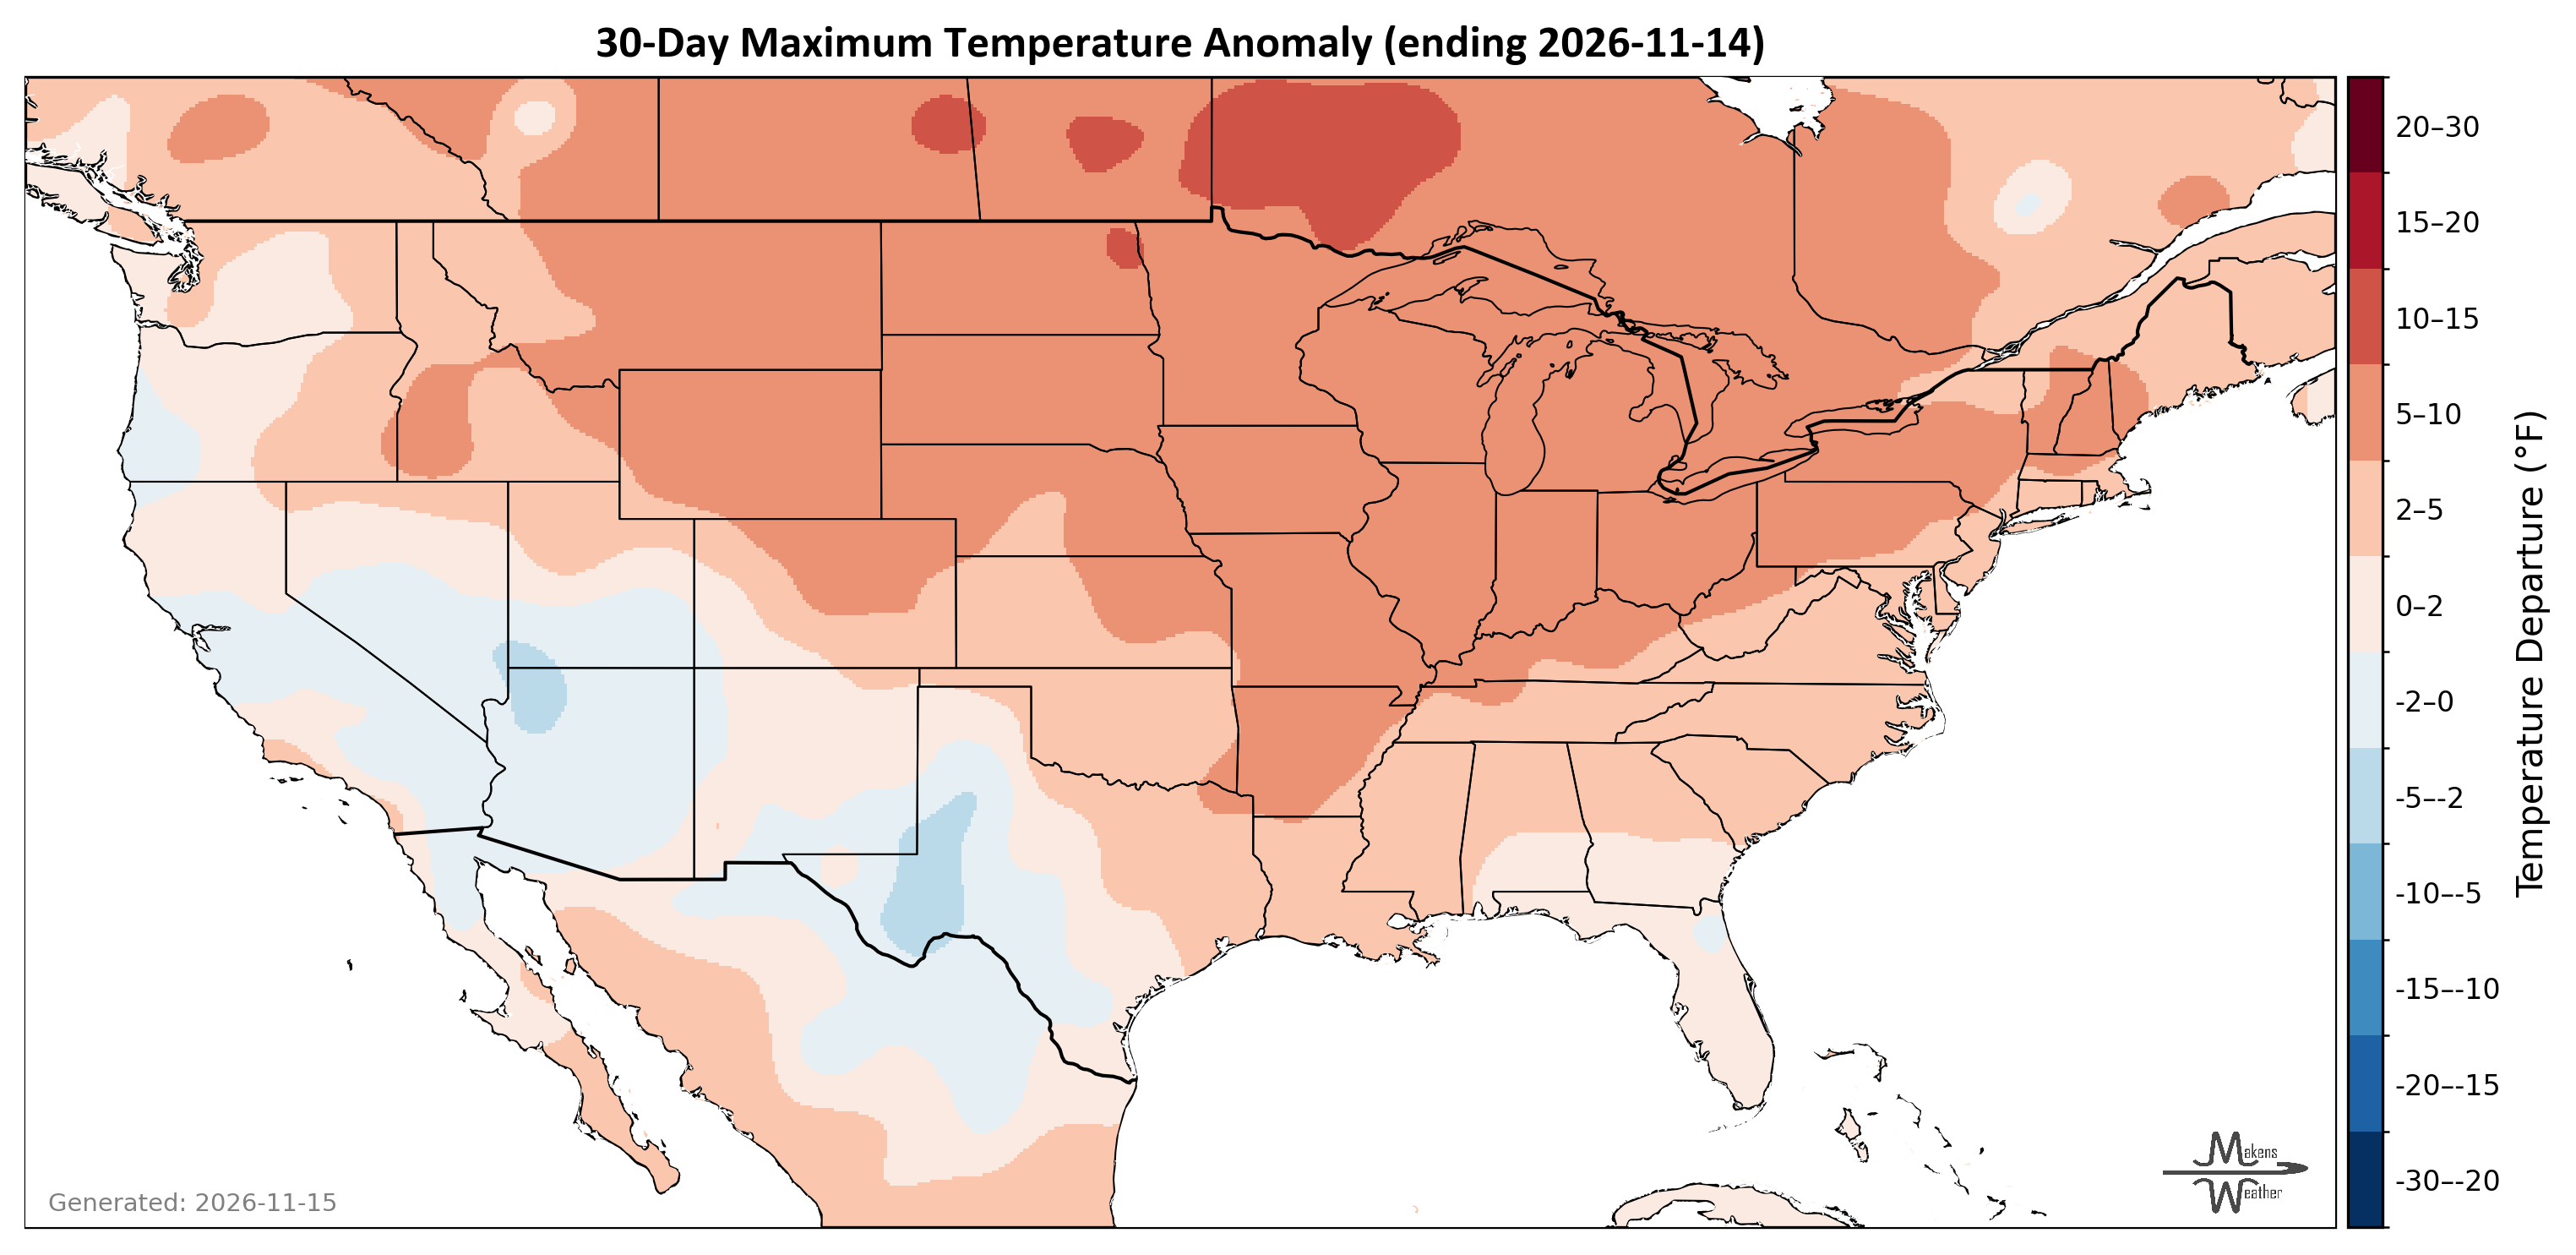 30-Day Maximum Temperature Anomaly (ending 2026-11-14)
20–30
15–20
10–15
5–10
2–5
0–2
-2–0
-5–-2
-10–-5
-15–-10
-20–-15
-30–-20
Temperature Departure (°F)
Generated: 2026-11-15
Makens
Weather